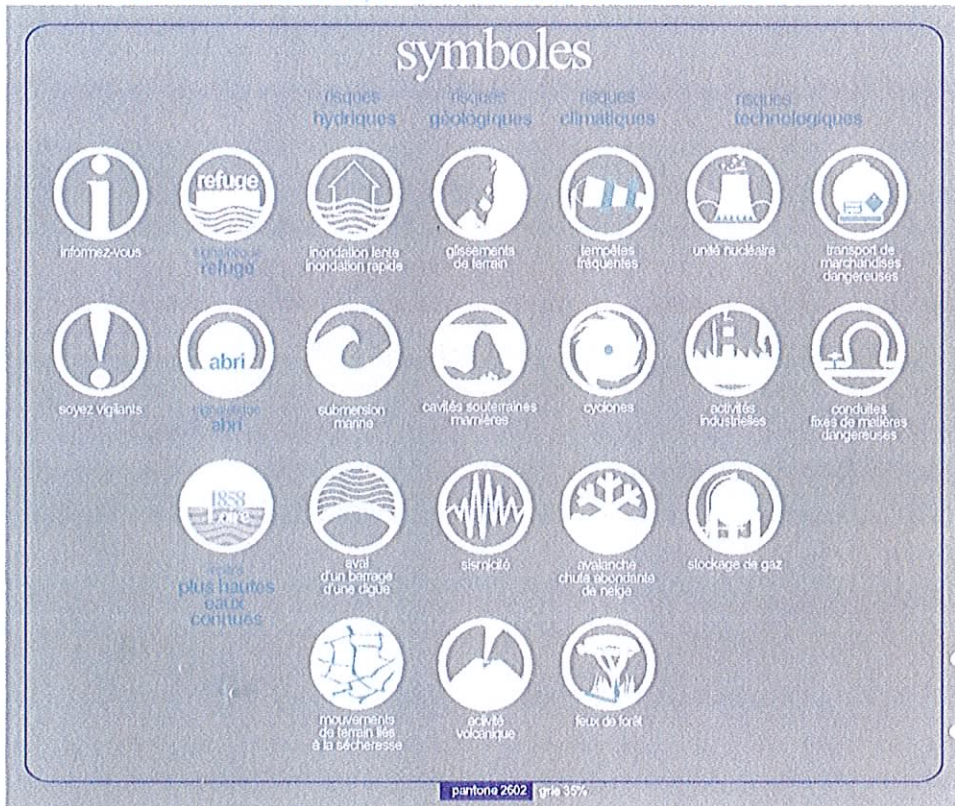 symboles
risques
hydriques
risques
géologiques
risques
climatiques
risques
technologiques
i
informez-vous
refuge
refuge
inondation lente
inondation rapide
glissements
de terrain
tempêtes
fréquentes
unité nucléaire
transport de
marchandises
dangereuses
!
soyez vigilants
abri
abri
submersion
marine
cavités souterraines
marnières
cyclones
activités
industrielles
conduites
fixes de matières
dangereuses
1858
Loire
plus hautes
eaux
connues
aval
d'un barrage
d'une digue
sismicité
avalanche
chute abondante
de neige
stockage de gaz
mouvements
de terrain liés
à la sécheresse
activité
volcanique
feux de forêt
pantone 2602 gris 35%